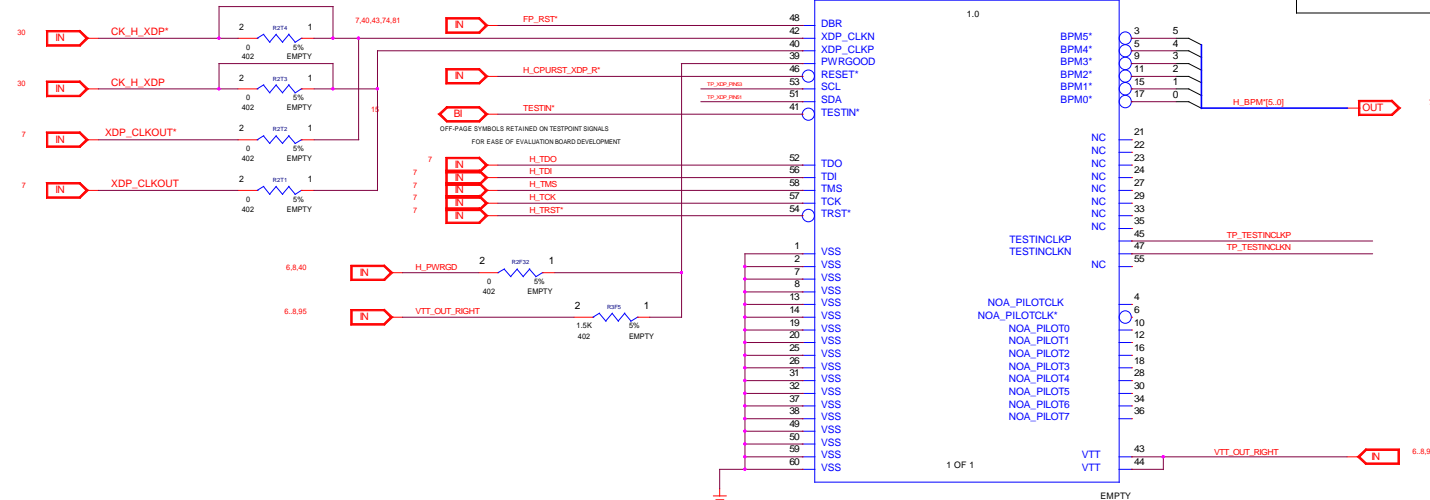 30 IN CK_H_XDP* 2 R2T4 1
0 5%
402 EMPTY
30 IN CK_H_XDP 2 R2T3 1
0 5%
402 EMPTY
15
7 IN XDP_CLKOUT* 2 R2T2 1
0 5%
402 EMPTY
7 IN XDP_CLKOUT 2 R2T1 1
0 5%
402 EMPTY
7,40,43,74,81 IN FP_RST* 48 DBR
42 XDP_CLKN
40 XDP_CLKP
39 PWRGOOD
IN H_CPURST_XDP_R* 46 RESET*
53 SCL
51 SDA
BI TESTIN* 41 TESTIN*
OFF-PAGE SYMBOLS RETAINED ON TESTPOINT SIGNALS
FOR EASE OF EVALUATION BOARD DEVELOPMENT
7 IN H_TDO 52 TDO
7 IN H_TDI 56 TDI
7 IN H_TMS 58 TMS
7 IN H_TCK 57 TCK
7 IN H_TRST* 54 TRST*
6,8,40 IN H_PWRGD 2 R2F32 1
0 5%
402 EMPTY
6..8,95 IN VTT_OUT_RIGHT 2 R3F5 1
1.5K 5%
402 EMPTY
1 VSS
2 VSS
7 VSS
8 VSS
13 VSS
14 VSS
19 VSS
20 VSS
25 VSS
26 VSS
31 VSS
32 VSS
37 VSS
38 VSS
49 VSS
50 VSS
59 VSS
60 VSS
1.0
BPM5* 3 5
BPM4* 5 4
BPM3* 9 3
BPM2* 11 2
BPM1* 15 1
BPM0* 17 0
H_BPM*[5..0] OUT
NC 21
NC 22
NC 23
NC 24
NC 27
NC 29
NC 33
NC 35
TESTINCLKP 45 TP_TESTINCLKP
TESTINCLKN 47 TP_TESTINCLKN
NC 55
NOA_PILOTCLK 4
NOA_PILOTCLK* 6
NOA_PILOT0 10
NOA_PILOT1 12
NOA_PILOT2 16
NOA_PILOT3 18
NOA_PILOT4 28
NOA_PILOT5 30
NOA_PILOT6 34
NOA_PILOT7 36
VTT 43 VTT_OUT_RIGHT IN
VTT 44
1 OF 1
EMPTY